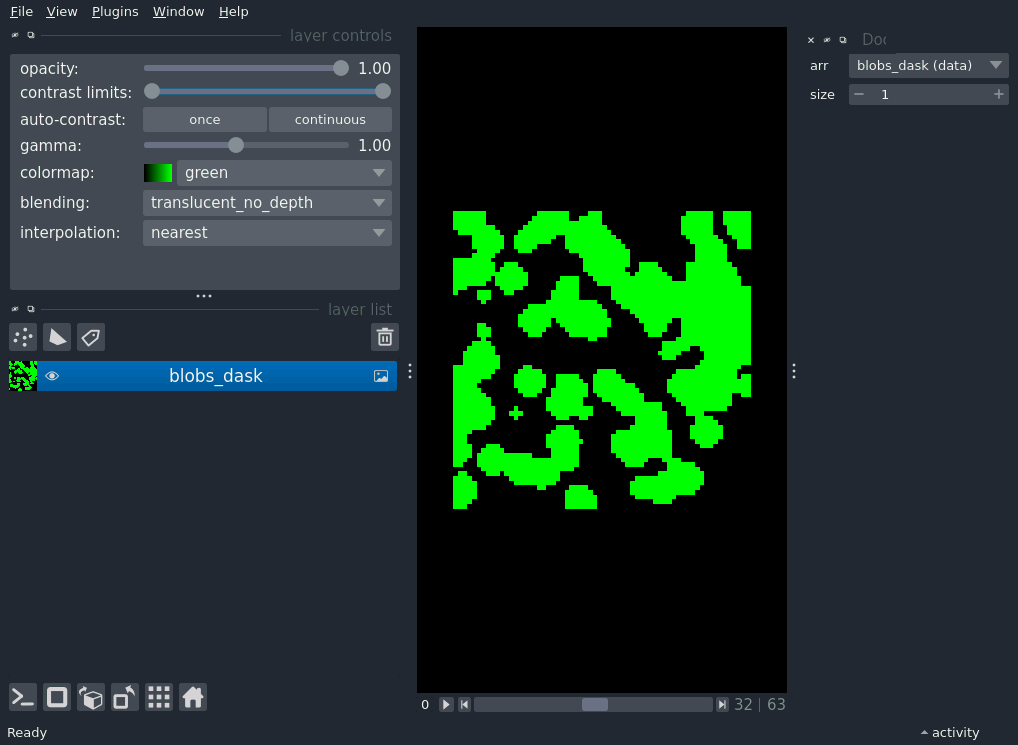 File View Plugins Window Help
layer controls
opacity: 1.00
contrast limits:
auto-contrast: once continuous
gamma: 1.00
colormap: green
blending: translucent_no_depth
interpolation: nearest
layer list
blobs_dask
0 32 | 63
arr blobs_dask (data)
size 1
Ready
activity